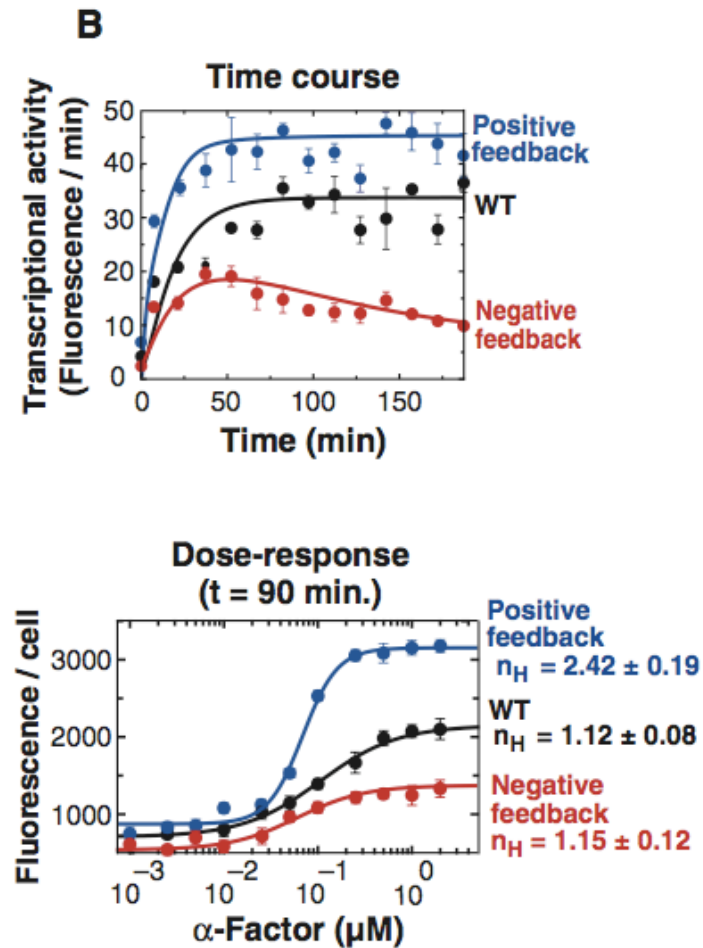 B
Time course
Transcriptional activity
(Fluorescence / min)
50
40
30
20
10
0
0
50
100
150
Time (min)
Positive
feedback
WT
Negative
feedback
Dose-response
(t = 90 min.)
Fluorescence / cell
3000
2000
1000
10 –3
10 –2
10 –1
10 0
α-Factor (µM)
Positive
feedback
nH = 2.42 ± 0.19
WT
nH = 1.12 ± 0.08
Negative
feedback
nH = 1.15 ± 0.12